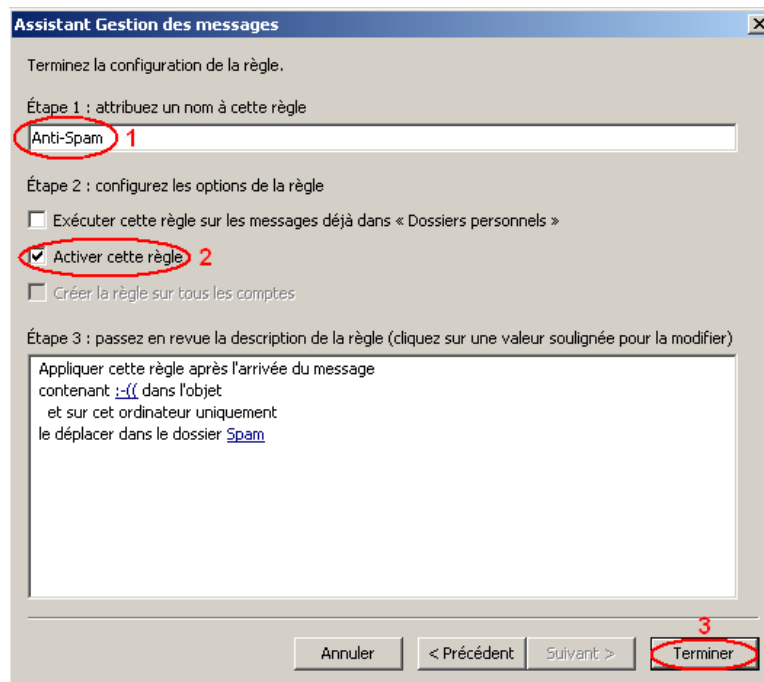 Assistant Gestion des messages
Terminez la configuration de la règle.
Étape 1 : attribuez un nom à cette règle
Anti-Spam 1
Étape 2 : configurez les options de la règle
Exécuter cette règle sur les messages déjà dans « Dossiers personnels »
Activer cette règle 2
Créer la règle sur tous les comptes
Étape 3 : passez en revue la description de la règle (cliquez sur une valeur soulignée pour la modifier)
Appliquer cette règle après l'arrivée du message
contenant :-(( dans l'objet
et sur cet ordinateur uniquement
le déplacer dans le dossier Spam
3
Annuler < Précédent Suivant > Terminer